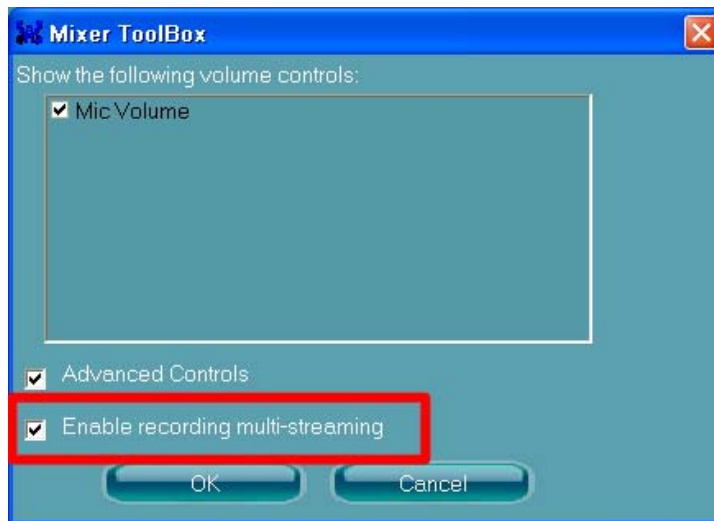 Mixer ToolBox
Show the following volume controls:
Mic Volume
Advanced Controls
Enable recording multi-streaming
OK Cancel